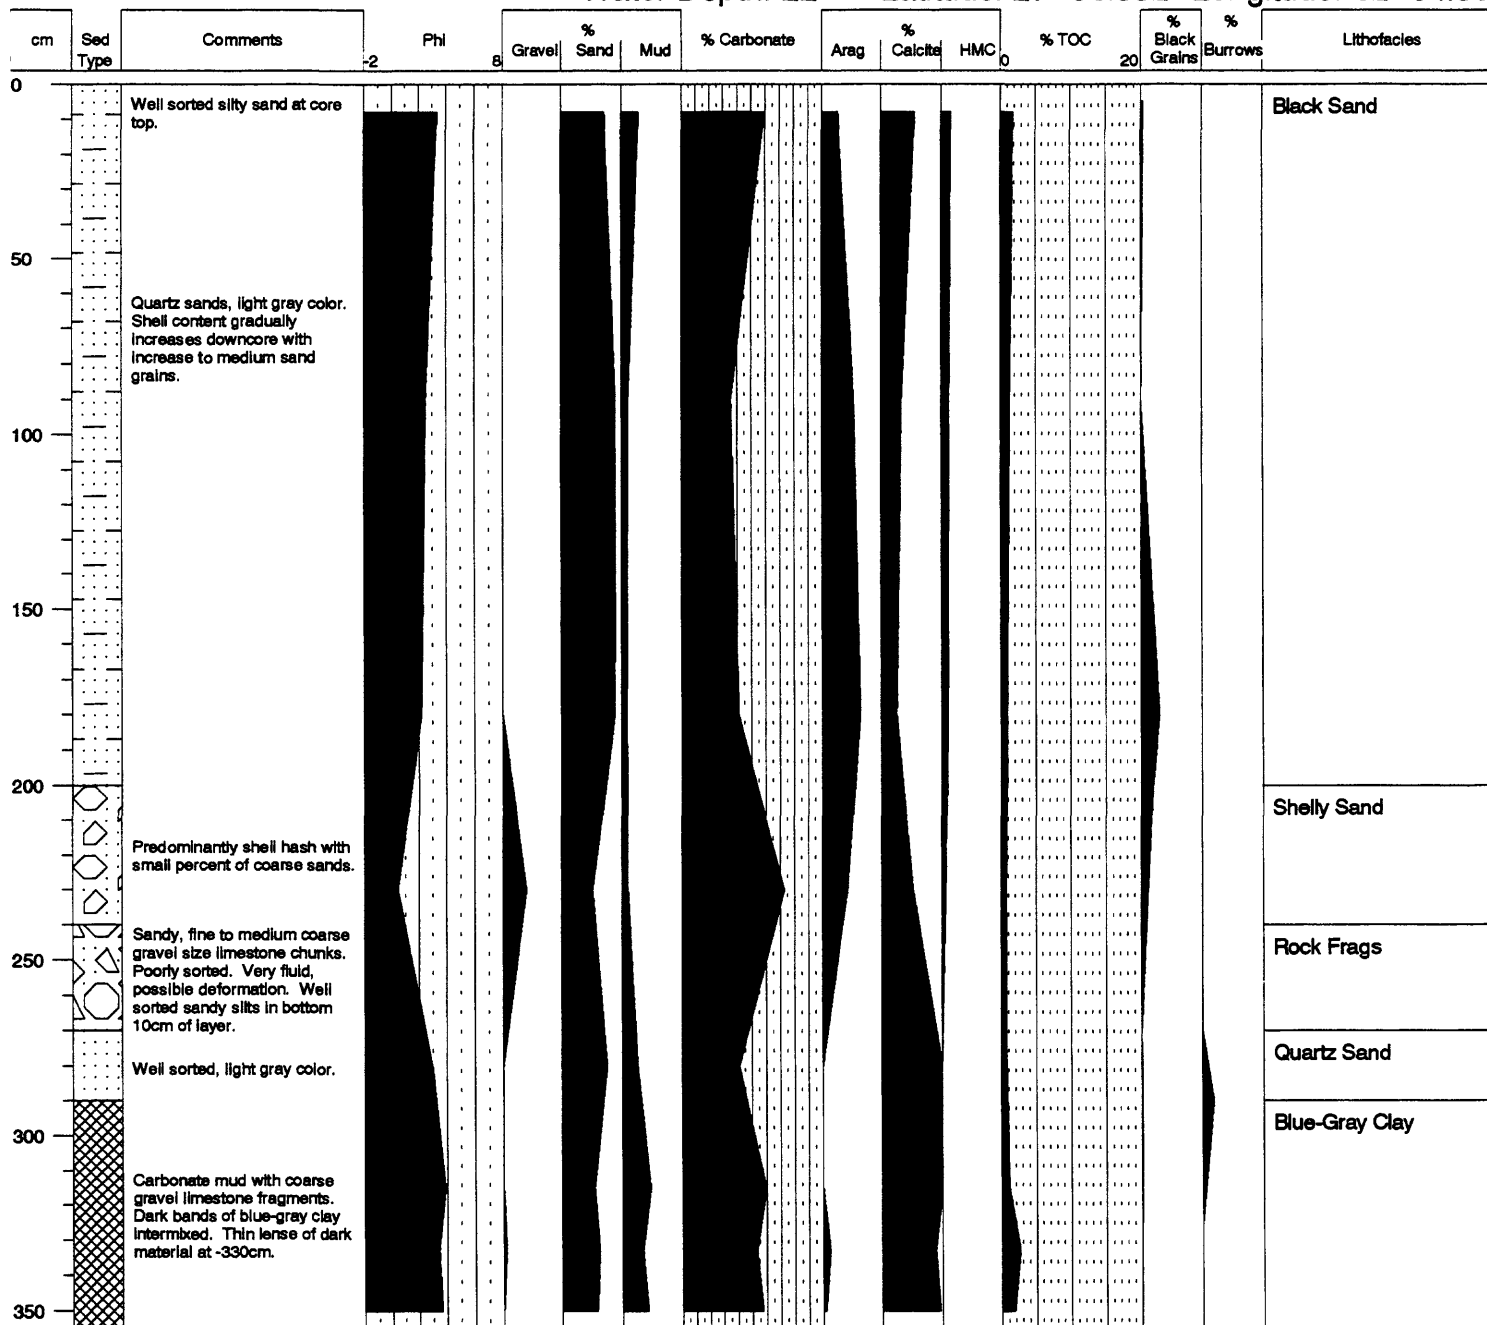 cm
Sed
Type
Comments
Phi
-2 8
%
Gravel Sand Mud
% Carbonate
%
Arag Calcite HMC
% TOC
0 20
%
Black
Grains
%
Burrows
Lithofacies
0
50
100
150
200
250
300
350
Well sorted silty sand at core
top.
Quartz sands, light gray color.
Shell content gradually
increases downcore with
increase to medium sand
grains.
Predominantly shell hash with
small percent of coarse sands.
Sandy, fine to medium coarse
gravel size limestone chunks.
Poorly sorted. Very fluid,
possible deformation. Well
sorted sandy silts in bottom
10cm of layer.
Well sorted, light gray color.
Carbonate mud with coarse
gravel limestone fragments.
Dark bands of blue-gray clay
intermixed. Thin lense of dark
material at -330cm.
Black Sand
Shelly Sand
Rock Frags
Quartz Sand
Blue-Gray Clay